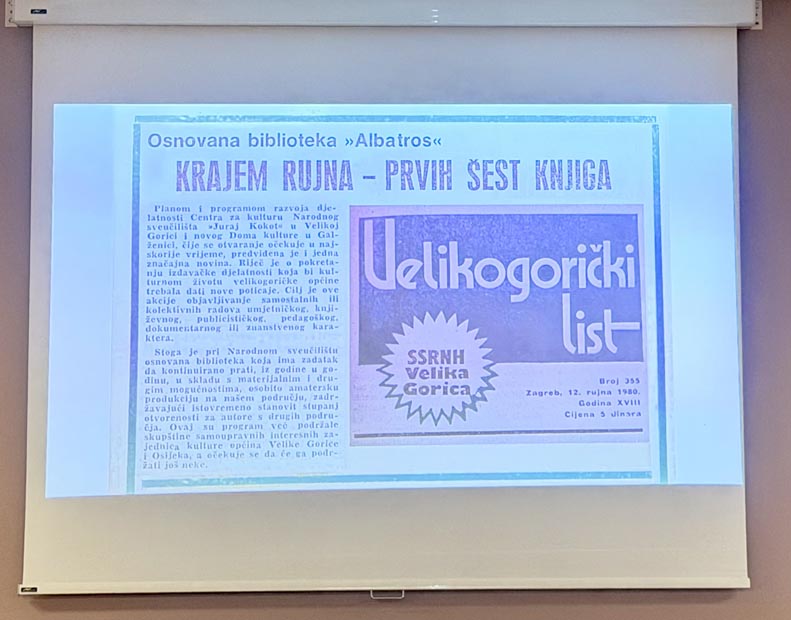 Osnovana biblioteka »Albatros«
KRAJEM RUJNA – PRVIH ŠEST KNJIGA
Planom i programom razvoja dje-
latnosti Centra za kulturu Narodnog
sveučilišta »Juraj Kokot« u Velikoj
Gorici i novog Doma kulture u Gal-
ženici, čije se otvaranje očekuje u naj-
skorije vrijeme, predviđena je i jedna
značajna novina. Riječ je o pokreta-
nju izdavačke djelatnosti koja bi kul-
turnom životu velikogoričke općine
trebala dati nove poticaje. Cilj je ove
akcije objavljivanje samostalnih ili
kolektivnih radova umjetničkog, knji-
ževnog, publicističkog, pedagoškog,
dokumentarnog ili znanstvenog karak-
tera.
Stoga je pri Narodnom sveučilištu
osnovana biblioteka koja ima zadatak
da kontinuirano prati, iz godine u go-
dinu, u skladu s materijalnim i dru-
gim mogućnostima, osobito amatersku
produkciju na našem području, zadr-
žavajući istovremeno stanovit stupanj
otvorenosti za autore s drugih podru-
čja. Ovaj su program već podržale
skupštine samoupravnih interesnih za-
jednica kulture općina Velike Gorice
i Osijeka, a očekuje se da će ga podr-
žati još neke.
Velikogorički
list
SSRNH
Velika
Gorica
Broj 355
Zagreb, 12. rujna 1980.
Godina XVIII
Cijena 5 dinara